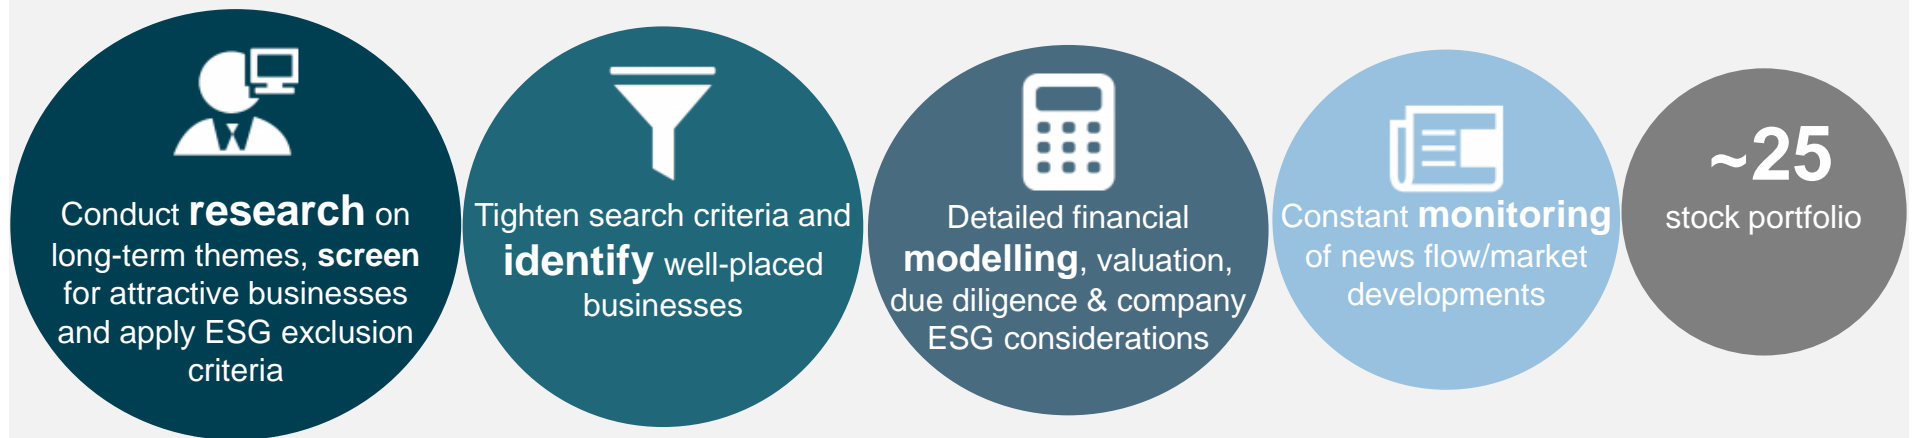 Conduct research on
long-term themes, screen
for attractive businesses
and apply ESG exclusion
criteria
Tighten search criteria and
identify well-placed
businesses
Detailed financial
modelling, valuation,
due diligence & company
ESG considerations
Constant monitoring
of news flow/market
developments
~25
stock portfolio